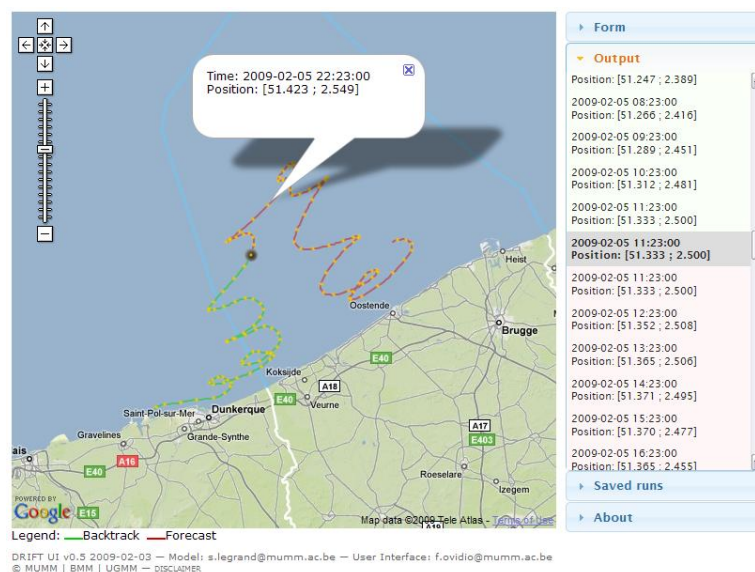 Time: 2009-02-05 22:23:00
Position: [51.423 ; 2.549]
Heist
Oostende
Brugge
E40
Koksijde
A18
E40
Veurne
Saint-Pol-sur-Mer
Dunkerque
A17
E403
Gravelines
Grande-Synthe
ais
A16
E40
Roeselare
Izegem
POWERED BY
Google
E15
Map data ©2009 Tele Atlas - Terms of Use
Legend: Backtrack Forecast
DRIFT UI v0.5 2009-02-03 — Model: s.legrand@mumm.ac.be — User Interface: f.ovidio@mumm.ac.be
© MUMM | BMM | UGMM — DISCLAIMER
Form
Output
Position: [51.247 ; 2.389]
2009-02-05 08:23:00
Position: [51.266 ; 2.416]
2009-02-05 09:23:00
Position: [51.289 ; 2.451]
2009-02-05 10:23:00
Position: [51.312 ; 2.481]
2009-02-05 11:23:00
Position: [51.333 ; 2.500]
2009-02-05 11:23:00
Position: [51.333 ; 2.500]
2009-02-05 11:23:00
Position: [51.333 ; 2.500]
2009-02-05 12:23:00
Position: [51.352 ; 2.508]
2009-02-05 13:23:00
Position: [51.365 ; 2.506]
2009-02-05 14:23:00
Position: [51.371 ; 2.495]
2009-02-05 15:23:00
Position: [51.370 ; 2.477]
2009-02-05 16:23:00
Position: [51.365 ; 2.455]
Saved runs
About